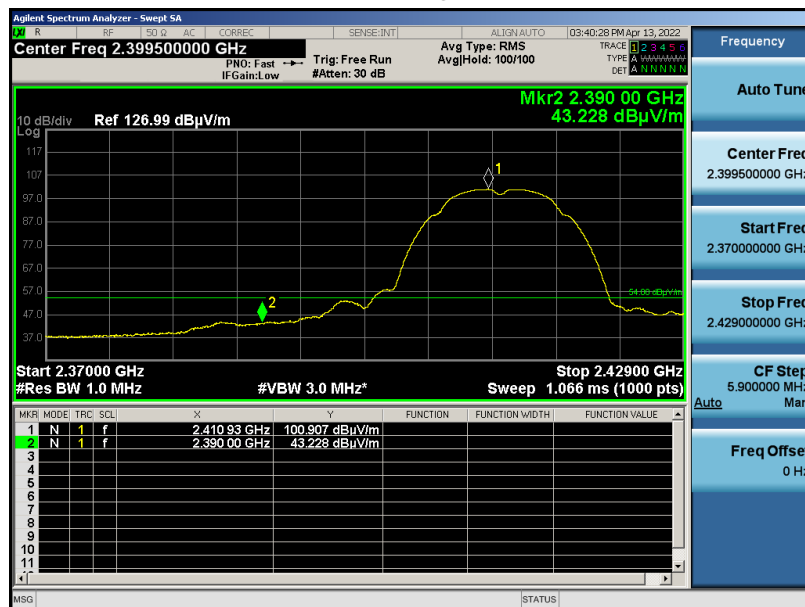 Agilent Spectrum Analyzer - Swept SA
LXI R RF 50 Ω AC CORREC SENSE:INT ALIGN AUTO 03:40:28 PM Apr 13, 2022
Center Freq 2.399500000 GHz
PNO: Fast
IFGain:Low
Trig: Free Run
#Atten: 30 dB
Avg Type: RMS
Avg|Hold: 100/100
TRACE 1 2 3 4 5 6
TYPE A WWWWW
DET A N N N N N
Mkr2 2.390 00 GHz
43.228 dBµV/m
10 dB/div Ref 126.99 dBµV/m
Log
117
107
97.0
87.0
77.0
67.0
57.0
47.0
37.0
1
2
54.00 dBµV/m
Start 2.37000 GHz Stop 2.42900 GHz
#Res BW 1.0 MHz #VBW 3.0 MHz* Sweep 1.066 ms (1000 pts)
MKR MODE TRC SCL X Y FUNCTION FUNCTION WIDTH FUNCTION VALUE
1 N 1 f 2.410 93 GHz 100.907 dBµV/m
2 N 1 f 2.390 00 GHz 43.228 dBµV/m
3
4
5
6
7
8
9
10
11
MSG STATUS
Frequency
Auto Tune
Center Freq
2.399500000 GHz
Start Freq
2.370000000 GHz
Stop Freq
2.429000000 GHz
CF Step
5.900000 MHz
Auto Man
Freq Offset
0 Hz